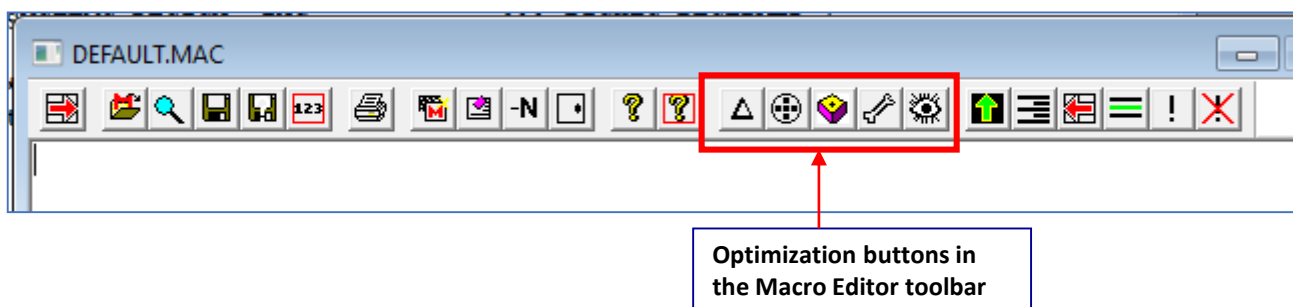 DEFAULT.MAC
123 M -N ? ? !
Optimization buttons in
the Macro Editor toolbar